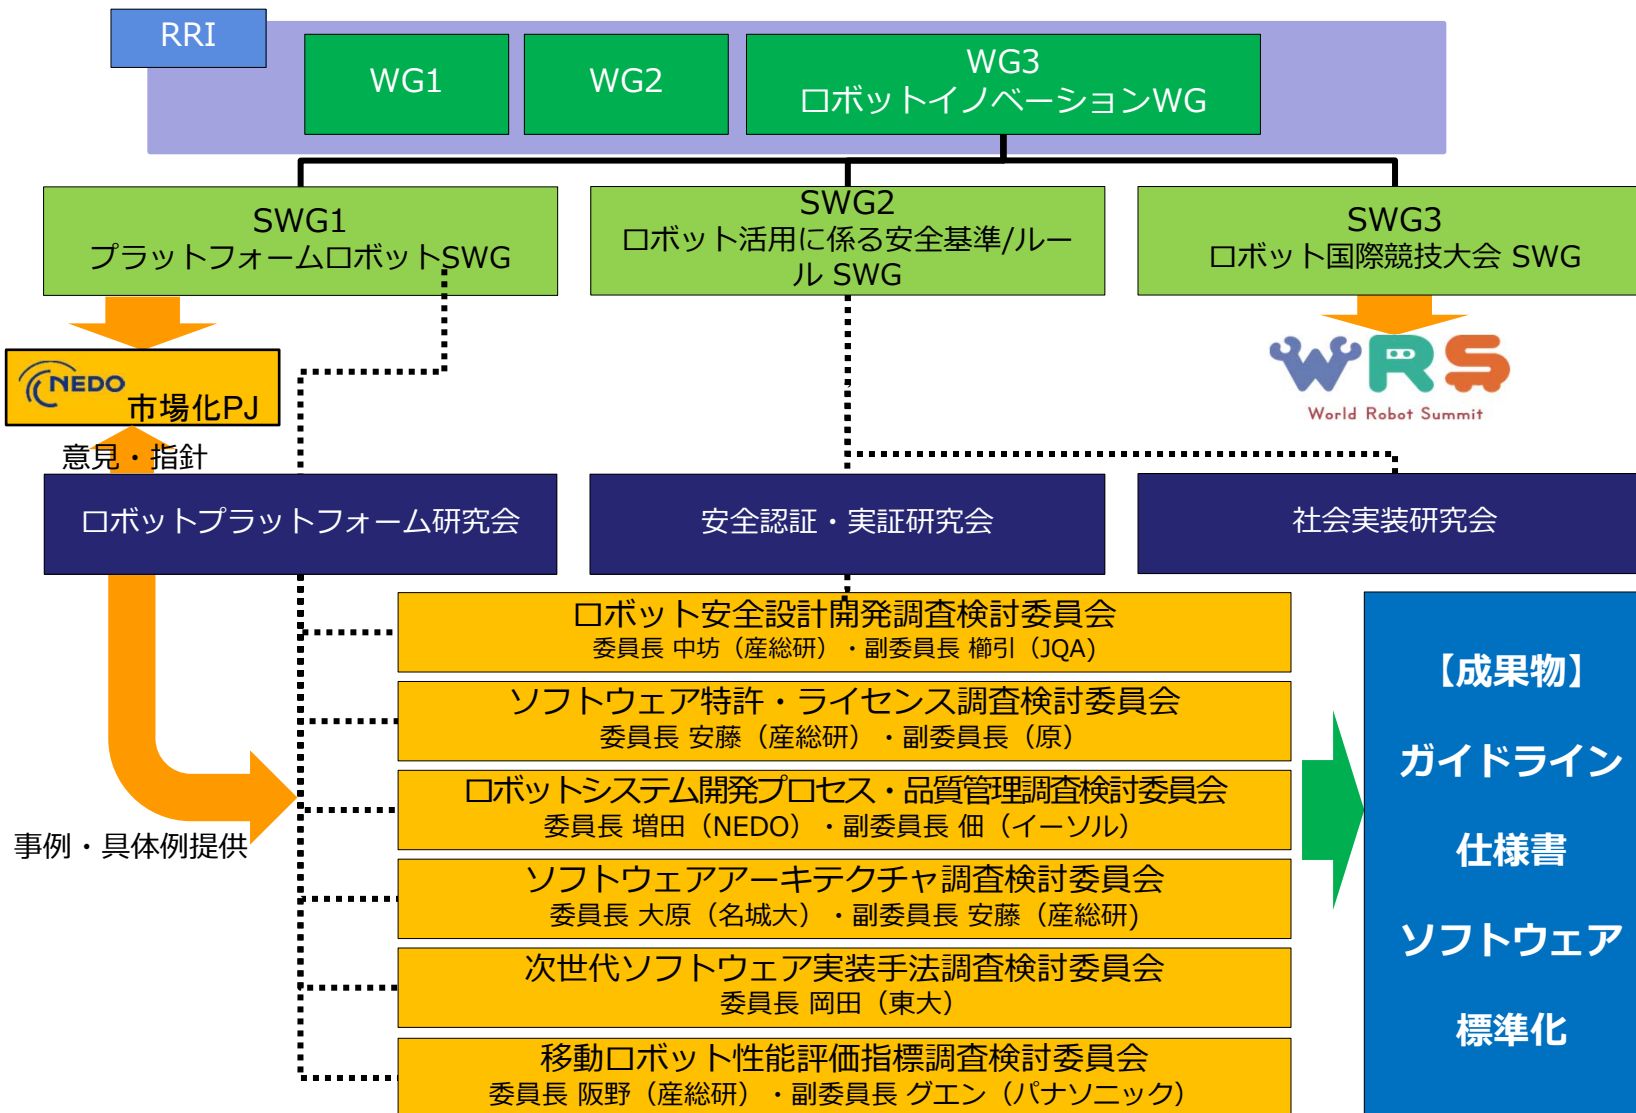 RRI
WG1
WG2
WG3
ロボットイノベーションWG
SWG1
プラットフォームロボットSWG
SWG2
ロボット活用に係る安全基準/ルー
ル SWG
SWG3
ロボット国際競技大会 SWG
NEDO
市場化PJ
WRS
World Robot Summit
意見・指針
ロボットプラットフォーム研究会
安全認証・実証研究会
社会実装研究会
ロボット安全設計開発調査検討委員会
委員長 中坊（産総研）・副委員長 櫛引（JQA)
ソフトウェア特許・ライセンス調査検討委員会
委員長 安藤（産総研）・副委員長（原）
ロボットシステム開発プロセス・品質管理調査検討委員会
委員長 増田（NEDO）・副委員長 佃（イーソル）
事例・具体例提供
ソフトウェアアーキテクチャ調査検討委員会
委員長 大原（名城大）・副委員長 安藤（産総研)
次世代ソフトウェア実装手法調査検討委員会
委員長 岡田（東大）
移動ロボット性能評価指標調査検討委員会
委員長 阪野（産総研）・副委員長 グエン（パナソニック）
【成果物】
ガイドライン
仕様書
ソフトウェア
標準化